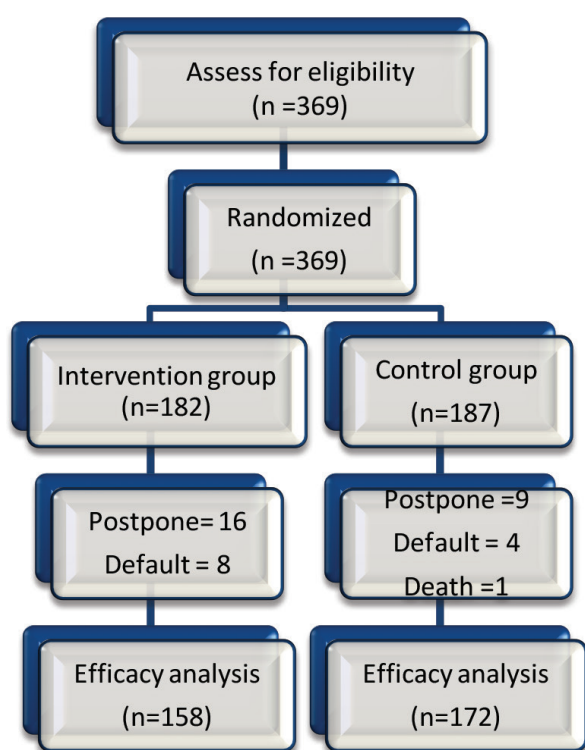 Assess for eligibility
(n =369)
Randomized
(n =369)
Intervention group
(n=182)
Control group
(n=187)
Postpone= 16
Default = 8
Postpone =9
Default = 4
Death =1
Efficacy analysis
(n=158)
Efficacy analysis
(n=172)